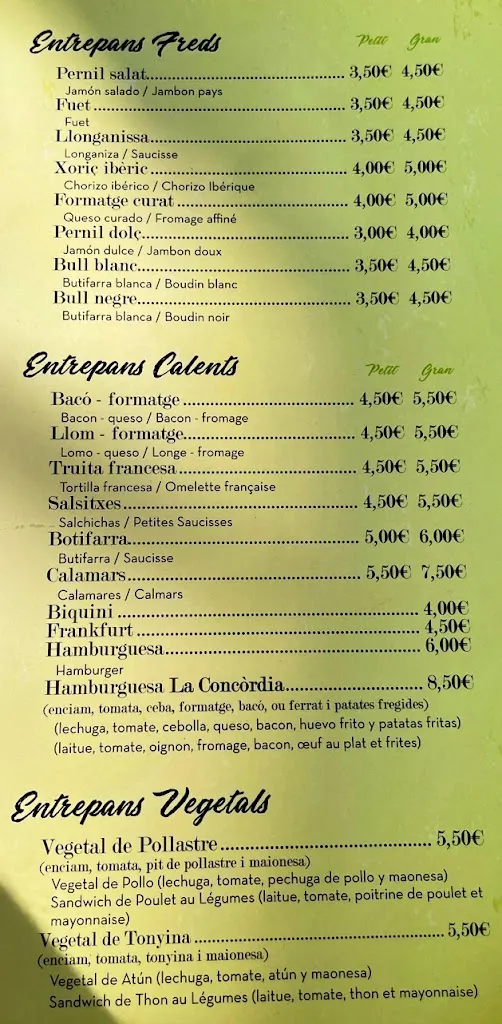 Entrepans Freds Petit Gran
Pernil salat 3,50€ 4,50€
Jamón salado / Jambon pays
Fuet 3,50€ 4,50€
Fuet
Llonganissa 3,50€ 4,50€
Longaniza / Saucisse
Xoriç ibèric 4,00€ 5,00€
Chorizo ibérico / Chorizo Ibérique
Formatge curat 4,00€ 5,00€
Queso curado / Fromage affiné
Pernil dolç 3,00€ 4,00€
Jamón dulce / Jambon doux
Bull blanc 3,50€ 4,50€
Butifarra blanca / Boudin blanc
Bull negre 3,50€ 4,50€
Butifarra blanca / Boudin noir
Entrepans Calents Petit Gran
Bacó - formatge 4,50€ 5,50€
Bacon - queso / Bacon - fromage
Llom - formatge 4,50€ 5,50€
Lomo - queso / Longe - fromage
Truita francesa 4,50€ 5,50€
Tortilla francesa / Omelette française
Salsitxes 4,50€ 5,50€
Salchichas / Petites Saucisses
Botifarra 5,00€ 6,00€
Butifarra / Saucisse
Calamars 5,50€ 7,50€
Calamares / Calmars
Biquini 4,00€
Frankfurt 4,50€
Hamburguesa 6,00€
Hamburger
Hamburguesa La Concòrdia 8,50€
(enciam, tomata, ceba, formatge, bacó, ou ferrat i patates fregides)
(lechuga, tomate, cebolla, queso, bacon, huevo frito y patatas fritas)
(laitue, tomate, oignon, fromage, bacon, œuf au plat et frites)
Entrepans Vegetals
Vegetal de Pollastre 5,50€
(enciam, tomata, pit de pollastre i maionesa)
Vegetal de Pollo (lechuga, tomate, pechuga de pollo y maonesa)
Sandwich de Poulet au Légumes (laitue, tomate, poitrine de poulet et
mayonnaise)
Vegetal de Tonyina 5,50€
(enciam, tomata, tonyina i maionesa)
Vegetal de Atún (lechuga, tomate, atún y maonesa)
Sandwich de Thon au Légumes (laitue, tomate, thon et mayonnaise)